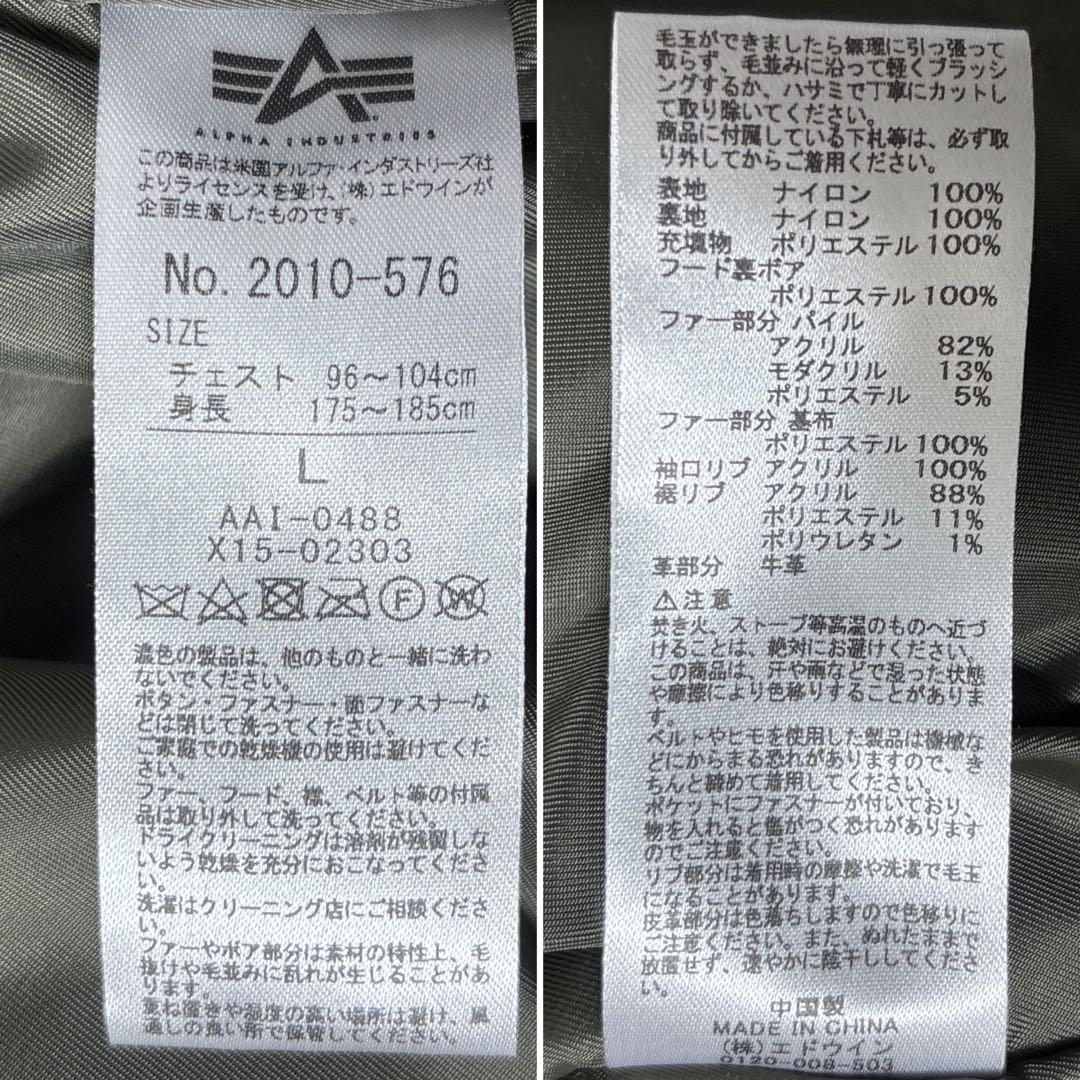 ALPHA INDUSTRIES
この商品は米国アルファ・インダストリーズ社
よりライセンスを受け、(株)エドウインが
企画生産したものです。
No. 2010-576
SIZE
チェスト 96～104cm
身長 175～185cm
L
AAI-0488
X15-02303
F W
濃色の製品は、他のものと一緒に洗わ
ないでください。
ボタン・ファスナー・面ファスナーな
どは閉じて洗ってください。
ご家庭での乾燥機の使用は避けてくだ
さい。
ファー、フード、襟、ベルト等の付属
品は取り外して洗ってください。
ドライクリーニングは溶剤が残留しな
いよう乾燥を充分におこなってくださ
い。
洗濯はクリーニング店にご相談くださ
い。
ファーやボア部分は素材の特性上、毛
抜けや毛並みに乱れが生じることがあ
ります。
重ね置きや湿度の高い場所は避け、風
通しの良い所で保管してください。
毛玉ができましたら無理に引っ張って
取らず、毛並みに沿って軽くブラッシ
ングするか、ハサミで丁寧にカットし
て取り除いてください。
商品に付属している下札等は、必ず取
り外してからご着用ください。
表地 ナイロン 100%
裏地 ナイロン 100%
充填物 ポリエステル 100%
フード裏ボア
ポリエステル 100%
ファー部分 パイル
アクリル 82%
モダクリル 13%
ポリエステル 5%
ファー部分 基布
ポリエステル 100%
袖口リブ アクリル 100%
裾リブ アクリル 88%
ポリエステル 11%
ポリウレタン 1%
革部分 牛革
⚠注意
焚き火、ストーブ等高温のものへ近づ
けることは、絶対にお避けください。
この商品は、汗や雨などで湿った状態
や摩擦により色移りすることがありま
す。
ベルトやヒモを使用した製品は機械な
どにからまる恐れがありますので、き
ちんと締めて着用してください。
ポケットにファスナーが付いており、
物を入れると傷がつく恐れがあります
のでご注意ください。
リブ部分は着用時の摩擦や洗濯で毛玉
になることがあります。
皮革部分は色落ちしますので色移りに
ご注意ください。また、ぬれたままで
放置せず、速やかに陰干ししてくださ
い。
中国製
MADE IN CHINA
(株)エドウイン
0120-008-503